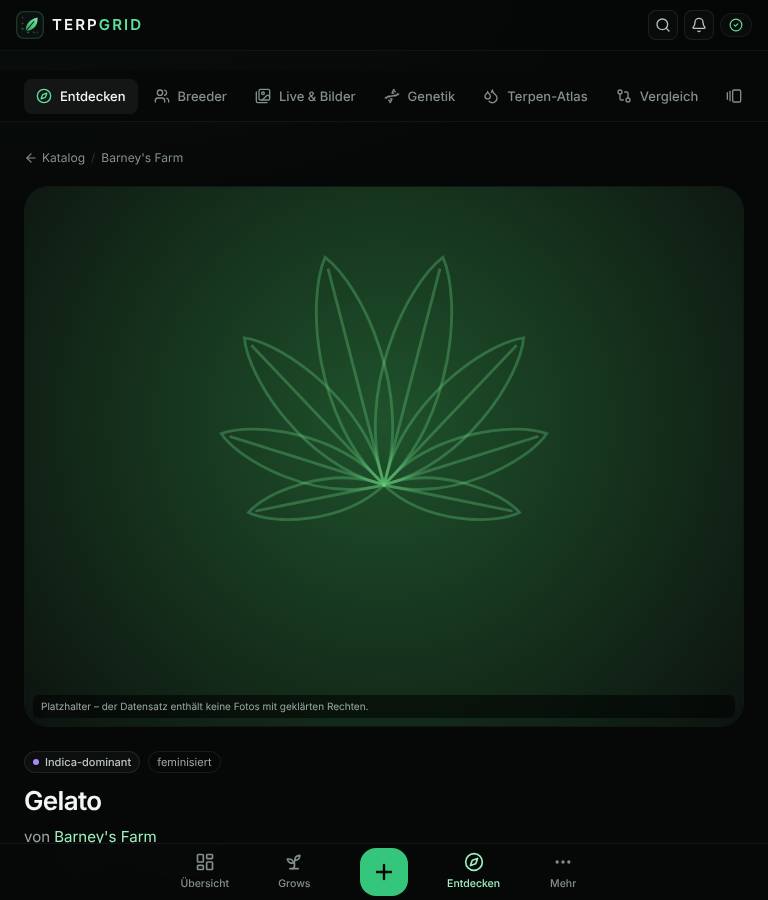 TERPGRID
Entdecken
Breeder
Live & Bilder
Genetik
Terpen-Atlas
Vergleich
Katalog / Barney's Farm
Platzhalter – der Datensatz enthält keine Fotos mit geklärten Rechten.
Indica-dominant
feminisiert
Gelato
von Barney's Farm
Übersicht
Grows
Entdecken
Mehr